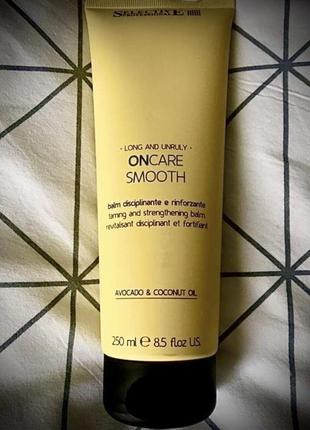 SELECTIVE
· LONG AND UNRULY ·
ONCARE
SMOOTH
balm disciplinante e rinforzante
taming and strengthening balm
revitalisant disciplinant et fortifiant
AVOCADO & COCONUT OIL
250 ml ℮ 8.5 fl.oz US.